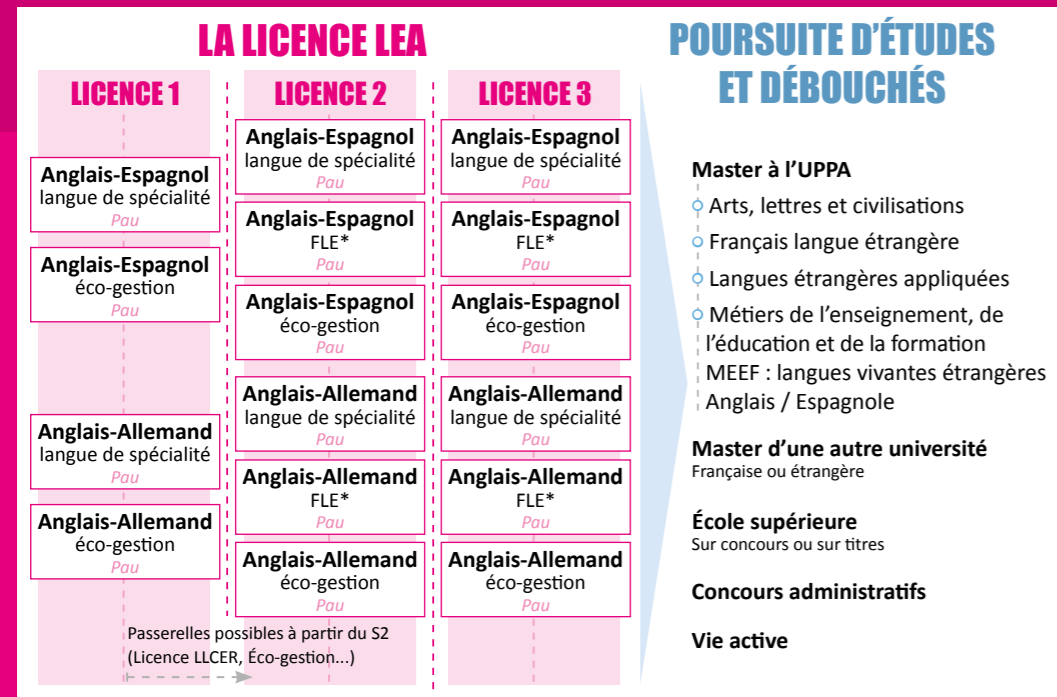 LA LICENCE LEA
LICENCE 1
Anglais-Espagnol
langue de spécialité
Pau
Anglais-Espagnol
éco-gestion
Pau
Anglais-Allemand
langue de spécialité
Pau
Anglais-Allemand
éco-gestion
Pau
LICENCE 2
Anglais-Espagnol
langue de spécialité
Pau
Anglais-Espagnol
FLE*
Pau
Anglais-Espagnol
éco-gestion
Pau
Anglais-Allemand
langue de spécialité
Pau
Anglais-Allemand
FLE*
Pau
Anglais-Allemand
éco-gestion
Pau
LICENCE 3
Anglais-Espagnol
langue de spécialité
Pau
Anglais-Espagnol
FLE*
Pau
Anglais-Espagnol
éco-gestion
Pau
Anglais-Allemand
langue de spécialité
Pau
Anglais-Allemand
FLE*
Pau
Anglais-Allemand
éco-gestion
Pau
Passerelles possibles à partir du S2
(Licence LLCER, Éco-gestion...)
POURSUITE D'ÉTUDES
ET DÉBOUCHÉS
Master à l'UPPA
Arts, lettres et civilisations
Français langue étrangère
Langues étrangères appliquées
Métiers de l'enseignement, de
l'éducation et de la formation
MEEF : langues vivantes étrangères
Anglais / Espagnole
Master d'une autre université
Française ou étrangère
École supérieure
Sur concours ou sur titres
Concours administratifs
Vie active